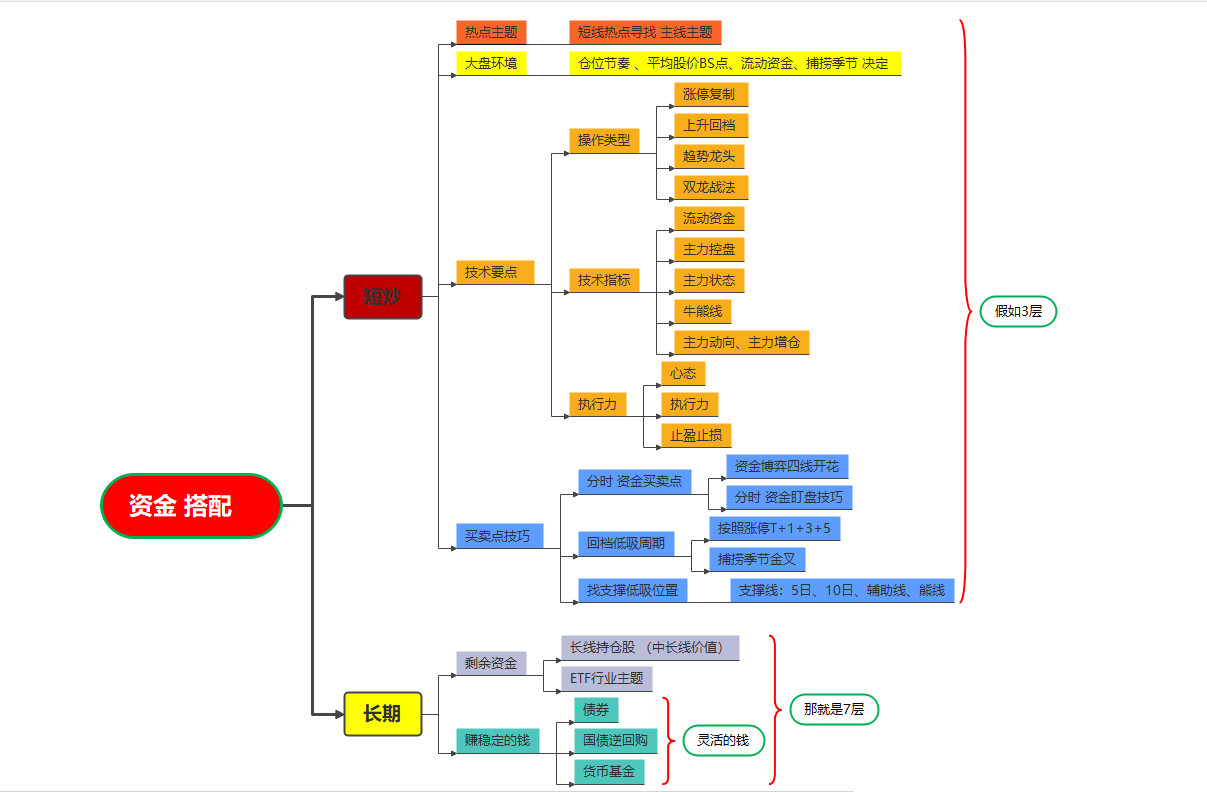 资金 搭配
短炒
热点主题
短线热点寻找 主线主题
大盘环境
仓位节奏 、平均股价BS点、流动资金、捕捞季节 决定
技术要点
操作类型
涨停复制
上升回档
趋势龙头
双龙战法
技术指标
流动资金
主力控盘
主力状态
牛熊线
主力动向、主力增仓
执行力
心态
执行力
止盈止损
买卖点技巧
分时 资金买卖点
资金博弈四线开花
分时 资金盯盘技巧
回档低吸周期
按照涨停T+1+3+5
捕捞季节金叉
找支撑低吸位置
支撑线：5日、10日、辅助线、熊线
假如3层
长期
剩余资金
长线持仓股 （中长线价值）
ETF行业主题
赚稳定的钱
债券
国债逆回购
货币基金
灵活的钱
那就是7层